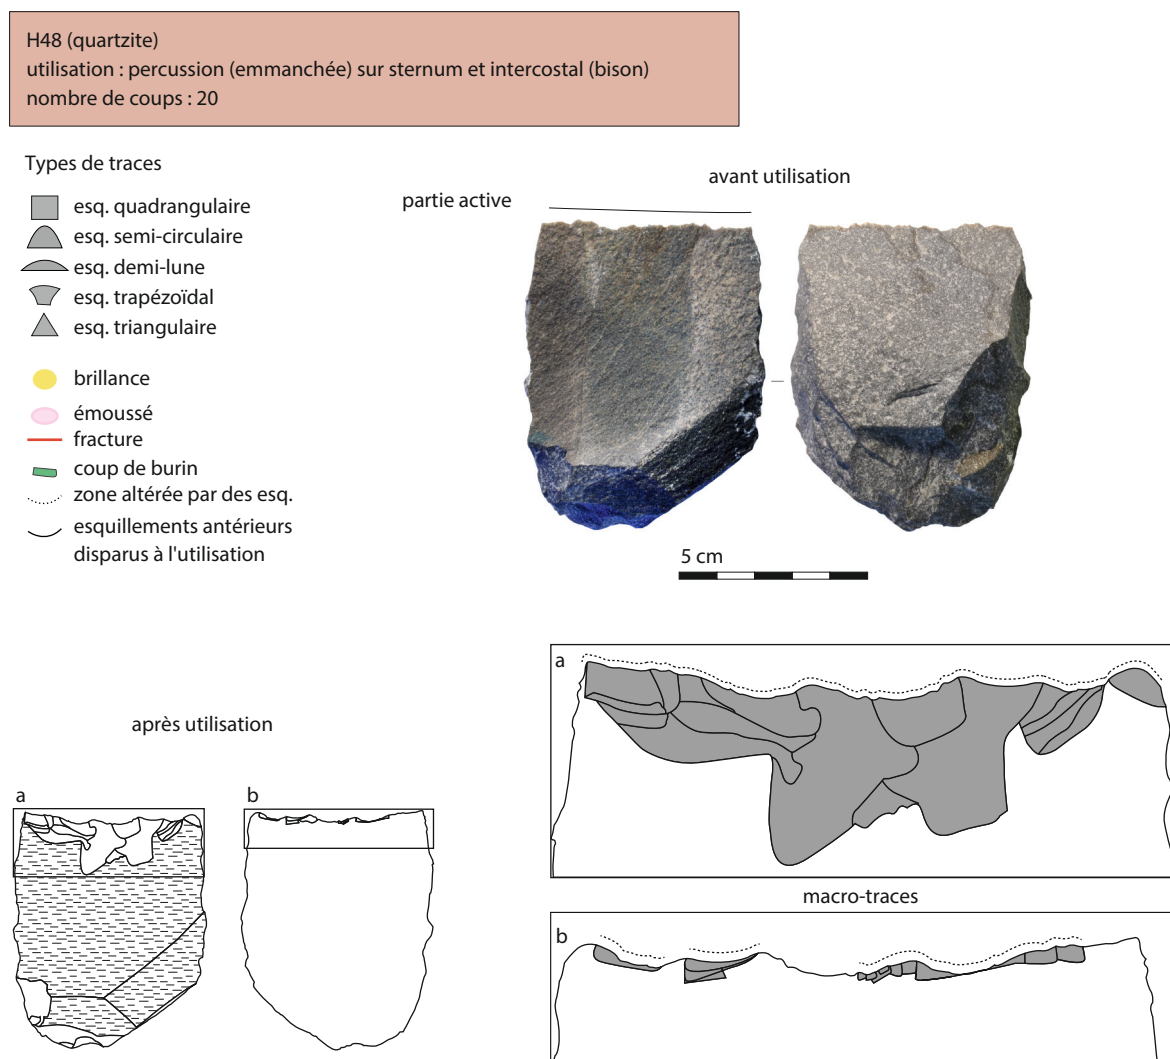 H48 (quartzite)
utilisation : percussion (emmanchée) sur sternum et intercostal (bison)
nombre de coups : 20
Types de traces
esq. quadrangulaire
esq. semi-circulaire
esq. demi-lune
esq. trapézoïdal
esq. triangulaire
brillance
émoussé
fracture
coup de burin
zone altérée par des esq.
esquillements antérieurs
disparus à l'utilisation
avant utilisation
partie active
5 cm
après utilisation
a
b
a
macro-traces
b